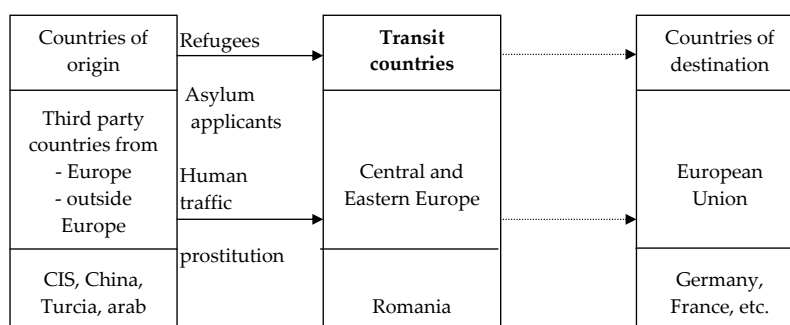 Countries of
origin
Third party
countries from
- Europe
- outside
Europe
CIS, China,
Turcia, arab
Refugees
Asylum
applicants
Human
traffic
prostitution
Transit
countries
Central and
Eastern Europe
Romania
Countries of
destination
European
Union
Germany,
France, etc.